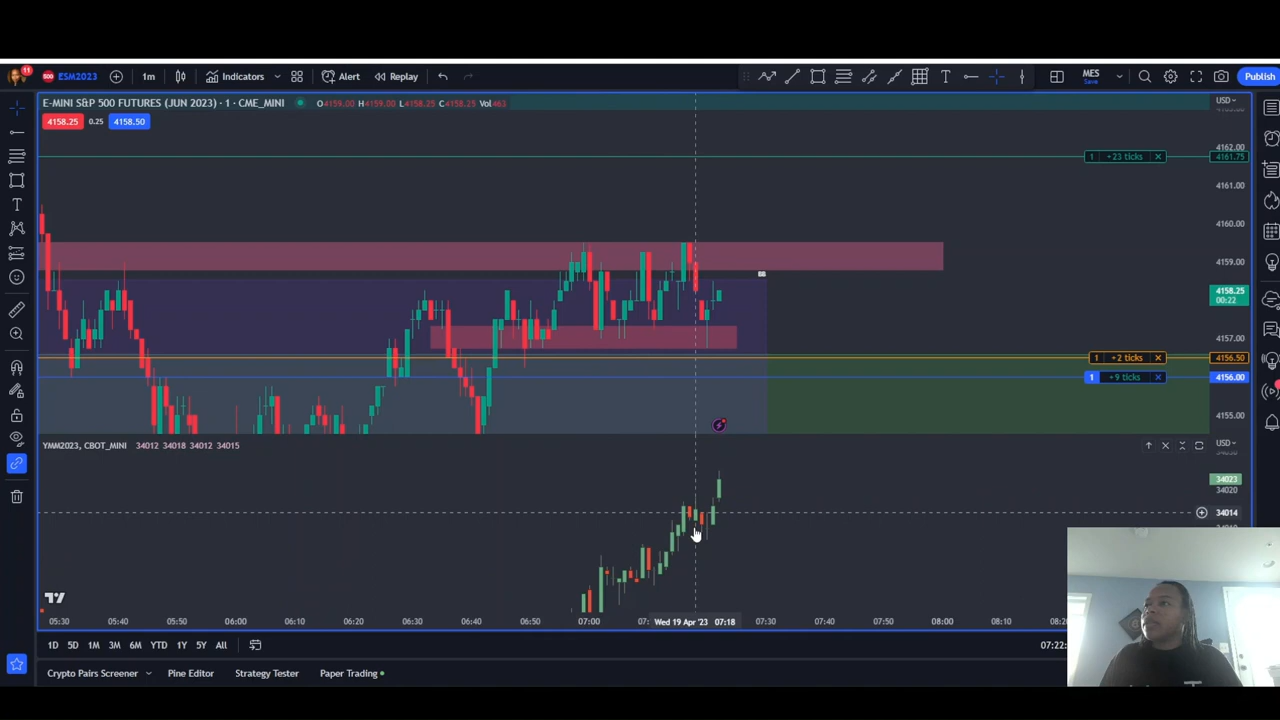 11
500 ESM2023 1m Indicators Alert Replay MES Save Publish
E-MINI S&P 500 FUTURES (JUN 2023) · 1 · CME_MINI O4159.00 H4159.00 L4158.25 C4158.25 Vol463
USD
4158.25 0.25 4158.50
4162.00
1 +23 ticks 4161.75
4161.00
4160.00
4159.00
4158.25
00:22
4157.00
1 +2 ticks 4156.50
1 +9 ticks 4156.00
4155.00
YMM2023, CBOT_MINI 34012 34018 34012 34015
USD
34023
34020
34014
05:30 05:40 05:50 06:00 06:10 06:20 06:30 06:40 06:50 07:00 Wed 19 Apr '23 07:18 07:30 07:40 07:50 08:00 08:10
1D 5D 1M 3M 6M YTD 1Y 5Y All
07:22:
Crypto Pairs Screener Pine Editor Strategy Tester Paper Trading